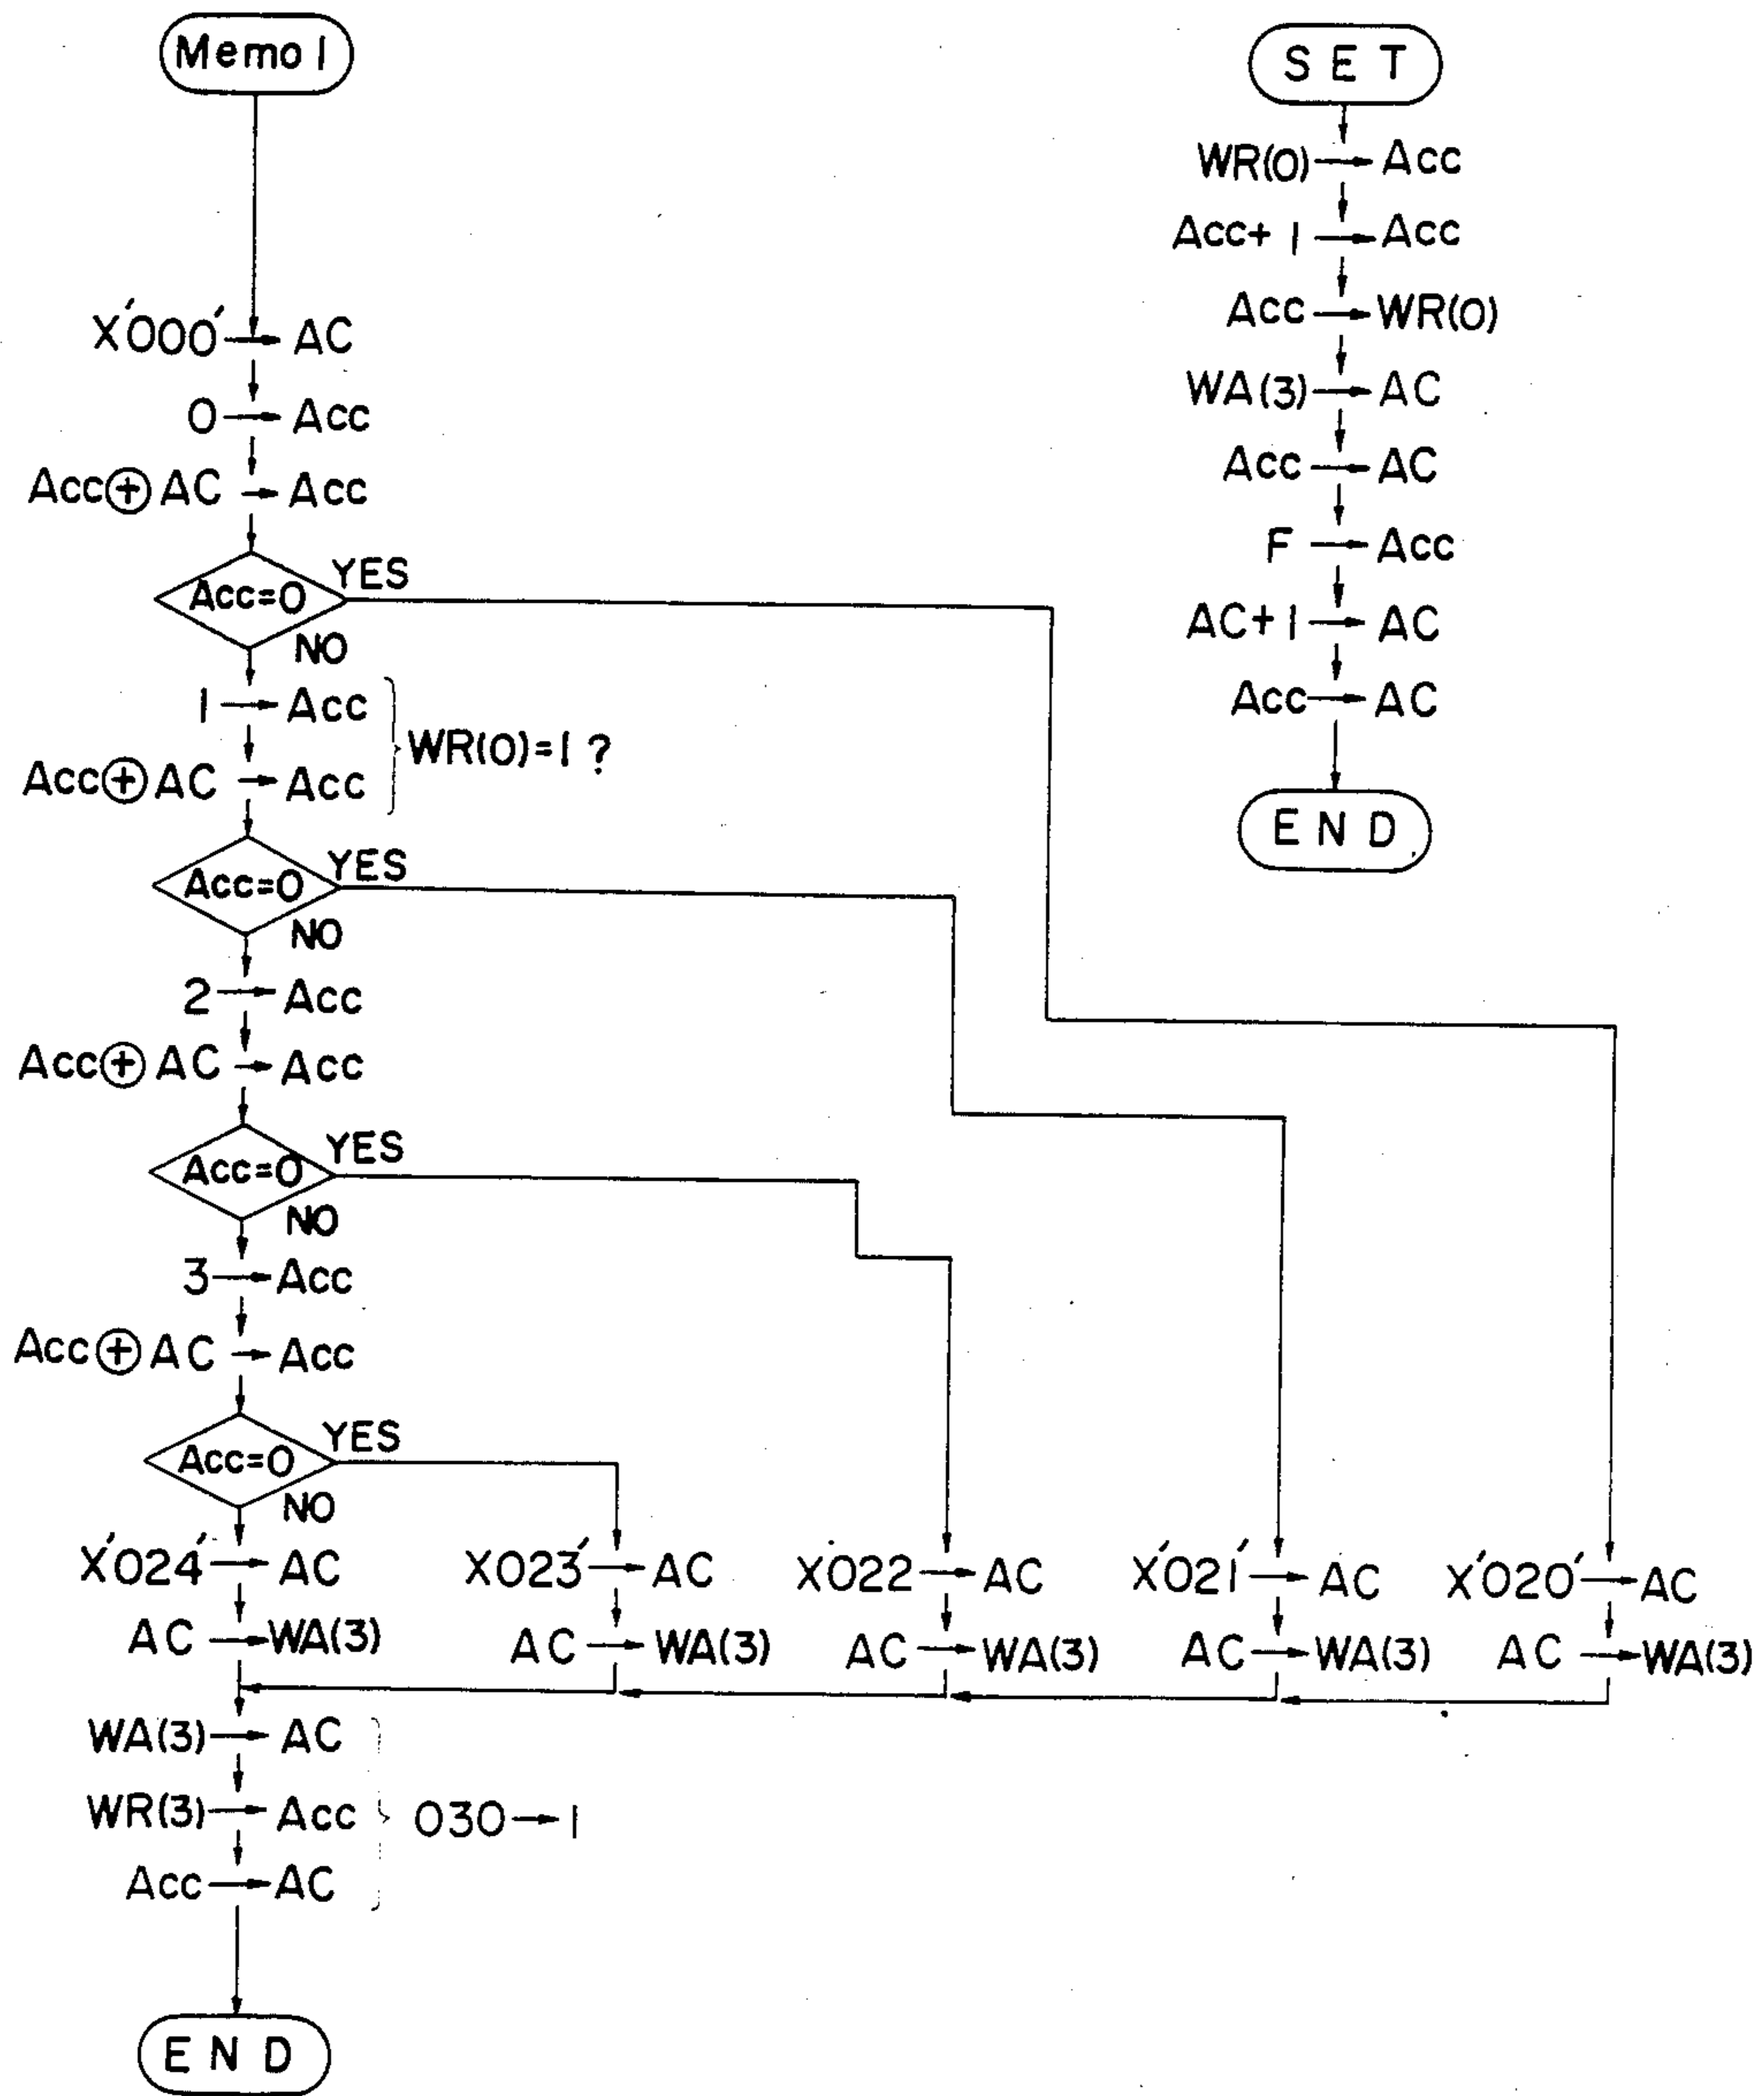 Memo 1
X'000' → AC
0 → Acc
Acc ⊕ AC → Acc
Acc=0
YES
NO
1 → Acc
Acc ⊕ AC → Acc
WR(0)=1 ?
Acc=0
YES
NO
2 → Acc
Acc ⊕ AC → Acc
Acc=0
YES
NO
3 → Acc
Acc ⊕ AC → Acc
Acc=0
YES
NO
X'024' → AC
AC → WA(3)
X023' → AC
AC → WA(3)
X'022 → AC
AC → WA(3)
X'021' → AC
AC → WA(3)
X'020' → AC
AC → WA(3)
WA(3) → AC
WR(3) → Acc
Acc → AC
030 → 1
END
SET
WR(0) → Acc
Acc+1 → Acc
Acc → WR(0)
WA(3) → AC
Acc → AC
F → Acc
AC+1 → AC
Acc → AC
END